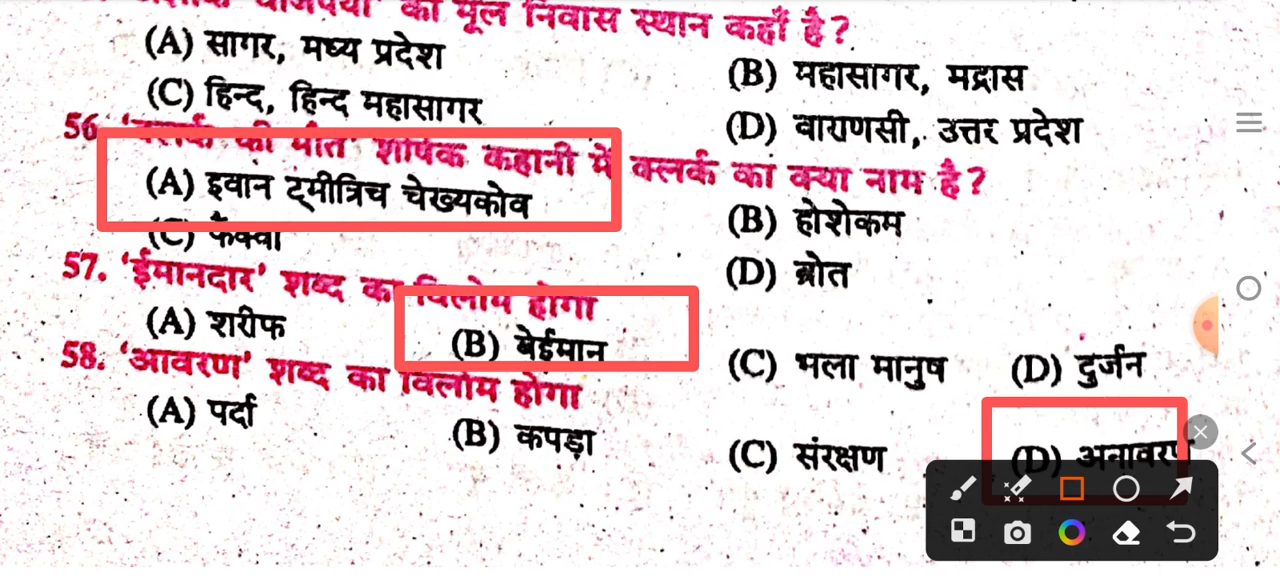 का मूल निवास स्थान कहाँ है?
(A) सागर, मध्य प्रदेश
(B) महासागर, मद्रास
(C) हिन्द, हिन्द महासागर
(D) वाराणसी, उत्तर प्रदेश
56. 'क्लर्क की मौत' शीर्षक कहानी में क्लर्क का क्या नाम है?
(A) इवान ट्मीत्रिच चेख्यकोव
(B) होशेकम
(C) फैक्वा
(D) ब्रोत
57. 'ईमानदार' शब्द का विलोम होगा
(A) शरीफ
(B) बेईमान
(C) भला मानुष
(D) दुर्जन
58. 'आवरण' शब्द का विलोम होगा
(A) पर्दा
(B) कपड़ा
(C) संरक्षण
(D) अनावरण